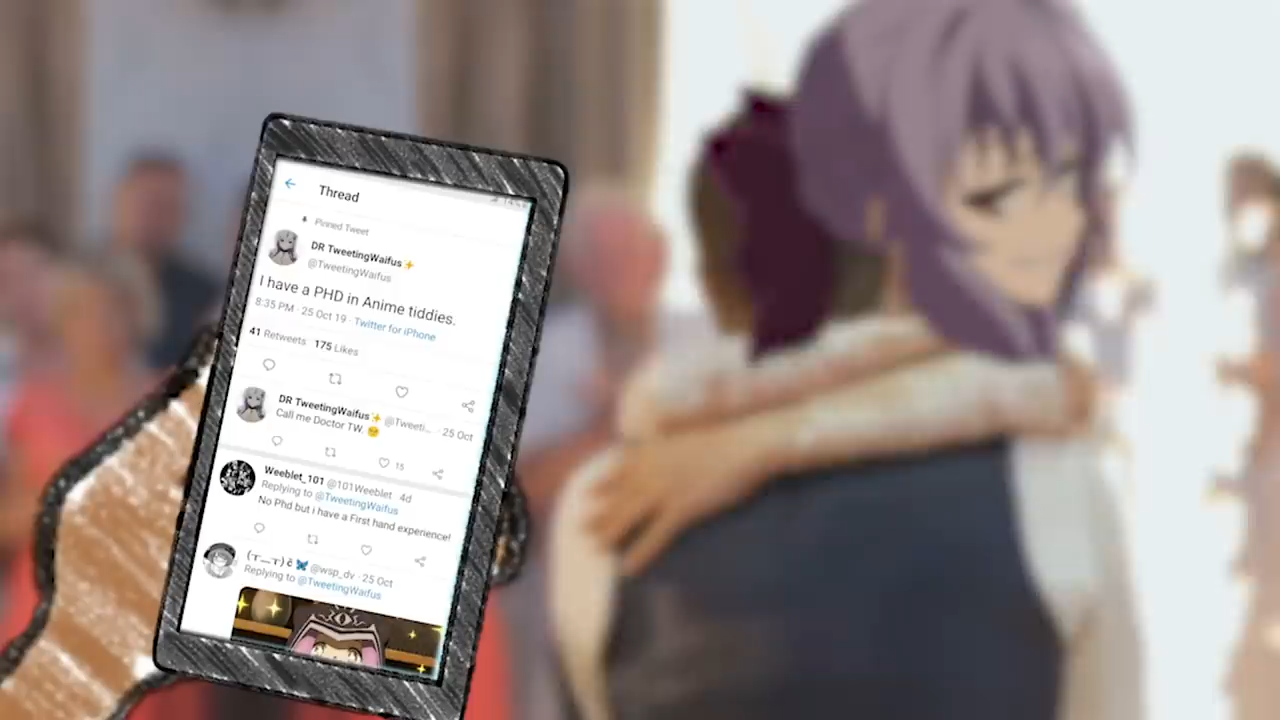 Thread
Pinned Tweet
DR TweetingWaifus✨
@TweetingWaifus
I have a PHD in Anime tiddies.
8:35 PM · 25 Oct 19 · Twitter for iPhone
41 Retweets 175 Likes
DR TweetingWaifus✨ @Tweeti... · 25 Oct
Call me Doctor TW. 😏
15
Weeblet_101 @101Weeblet · 4d
Replying to @TweetingWaifus
No Phd but i have a First hand experience!
@wsp_dv · 25 Oct
Replying to @TweetingWaifus